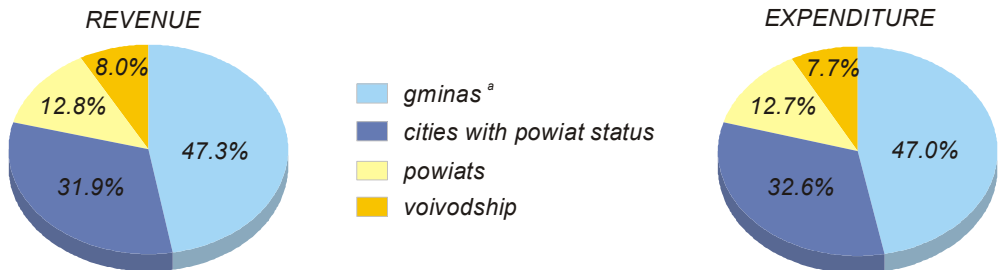 REVENUE
8.0%
12.8%
47.3%
31.9%
gminas a
cities with powiat status
powiats
voivodship
EXPENDITURE
7.7%
12.7%
47.0%
32.6%